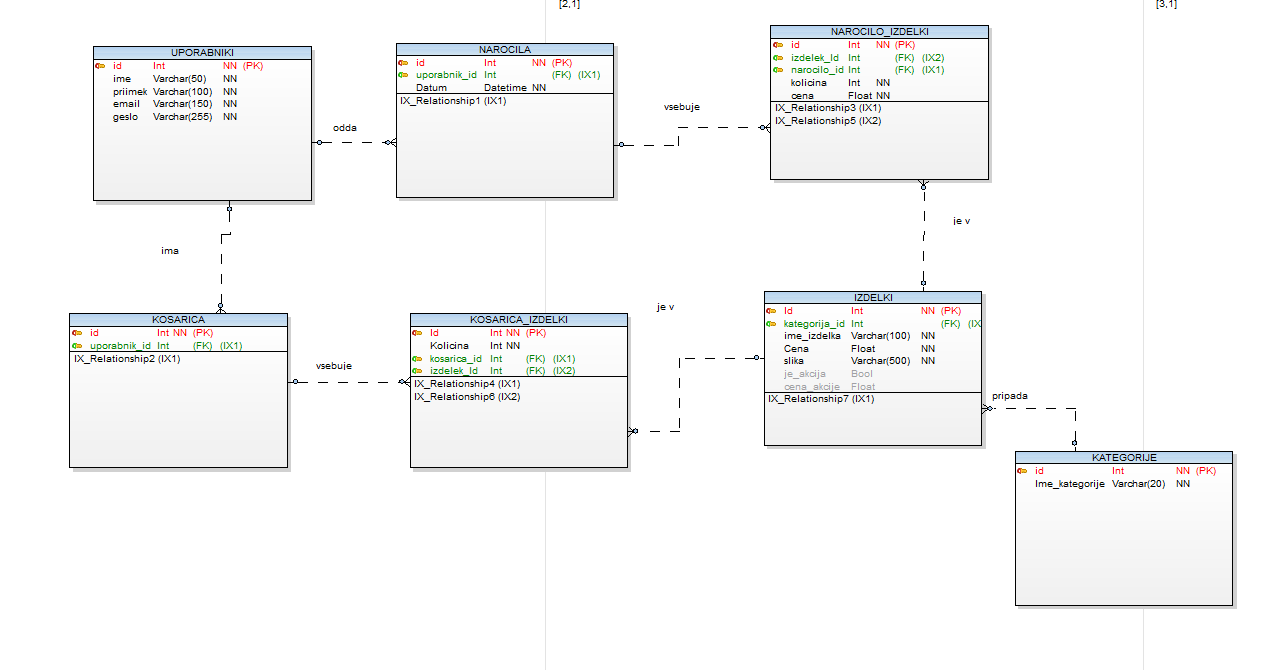 [2,1]
[3,1]
UPORABNIKI
id Int NN (PK)
ime Varchar(50) NN
priimek Varchar(100) NN
email Varchar(150) NN
geslo Varchar(255) NN
odda
NAROCILA
id Int NN (PK)
uporabnik_id Int (FK) (IX1)
Datum Datetime NN
IX_Relationship1 (IX1)
vsebuje
NAROCILO_IZDELKI
id Int NN (PK)
izdelek_Id Int (FK) (IX2)
narocilo_id Int (FK) (IX1)
kolicina Int NN
cena Float NN
IX_Relationship3 (IX1)
IX_Relationship5 (IX2)
ima
je v
KOSARICA
id Int NN (PK)
uporabnik_id Int (FK) (IX1)
IX_Relationship2 (IX1)
vsebuje
KOSARICA_IZDELKI
Id Int NN (PK)
Kolicina Int NN
kosarica_id Int (FK) (IX1)
izdelek_Id Int (FK) (IX2)
IX_Relationship4 (IX1)
IX_Relationship6 (IX2)
je v
IZDELKI
Id Int NN (PK)
kategorija_id Int (FK) (IX
ime_izdelka Varchar(100) NN
Cena Float NN
slika Varchar(500) NN
je_akcija Bool
cena_akcije Float
IX_Relationship7 (IX1)
pripada
KATEGORIJE
id Int NN (PK)
Ime_kategorije Varchar(20) NN